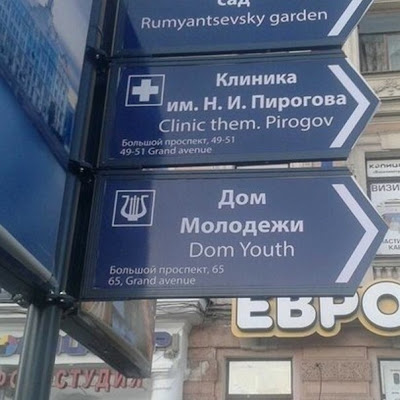 сад
Rumyantsevsky garden
Клиника
им. Н. И. Пирогова
Clinic them. Pirogov
Большой проспект, 49-51
49-51 Grand avenue
Дом
Молодежи
Dom Youth
Большой проспект, 65
65, Grand avenue
ВИЗИ
ЕВРО
СТУДИЯ